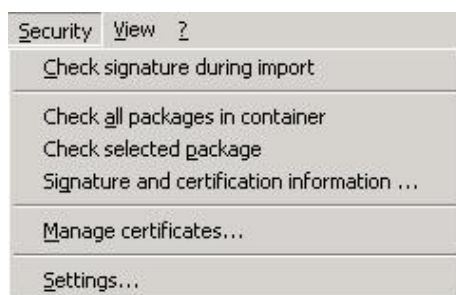 Security View ?
Check signature during import
Check all packages in container
Check selected package
Signature and certification information ...
Manage certificates...
Settings...